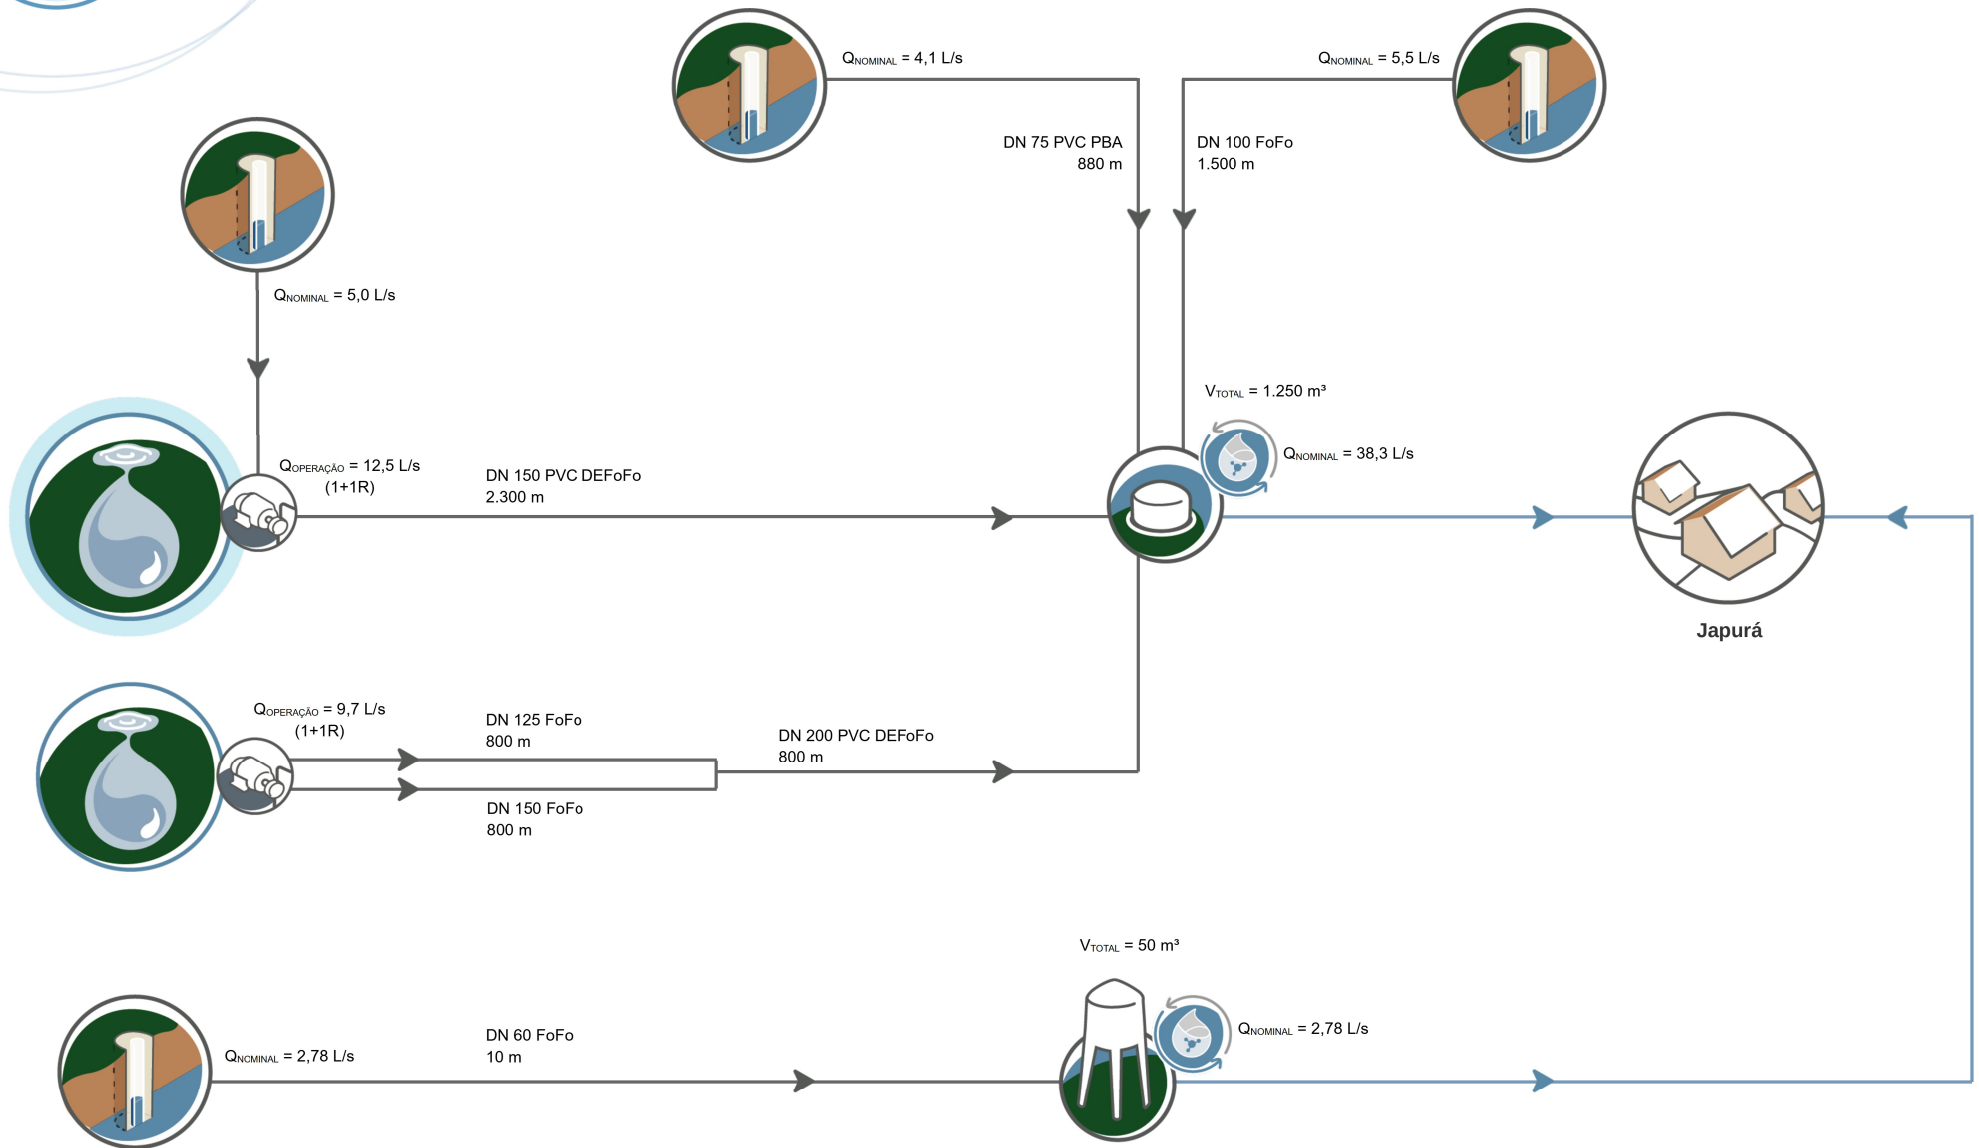 QNOMINAL = 4,1 L/s
QNOMINAL = 5,5 L/s
DN 75 PVC PBA
880 m
DN 100 FoFo
1.500 m
QNOMINAL = 5,0 L/s
VTOTAL = 1.250 m³
QOPERAÇÃO = 12,5 L/s
(1+1R)
DN 150 PVC DEFoFo
2.300 m
QNOMINAL = 38,3 L/s
Japurá
QOPERAÇÃO = 9,7 L/s
(1+1R)
DN 125 FoFo
800 m
DN 200 PVC DEFoFo
800 m
DN 150 FoFo
800 m
VTOTAL = 50 m³
QNOMINAL = 2,78 L/s
DN 60 FoFo
10 m
QNOMINAL = 2,78 L/s